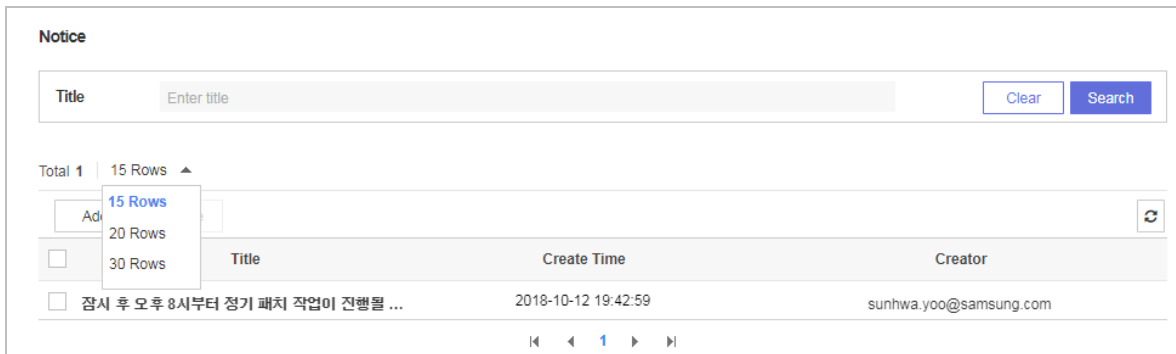 Notice
Title Enter title Clear Search
Total 1 15 Rows
15 Rows
20 Rows
30 Rows
Title Create Time Creator
잠시 후 오후 8시부터 정기 패치 작업이 진행될 ... 2018-10-12 19:42:59 sunhwa.yoo@samsung.com
1